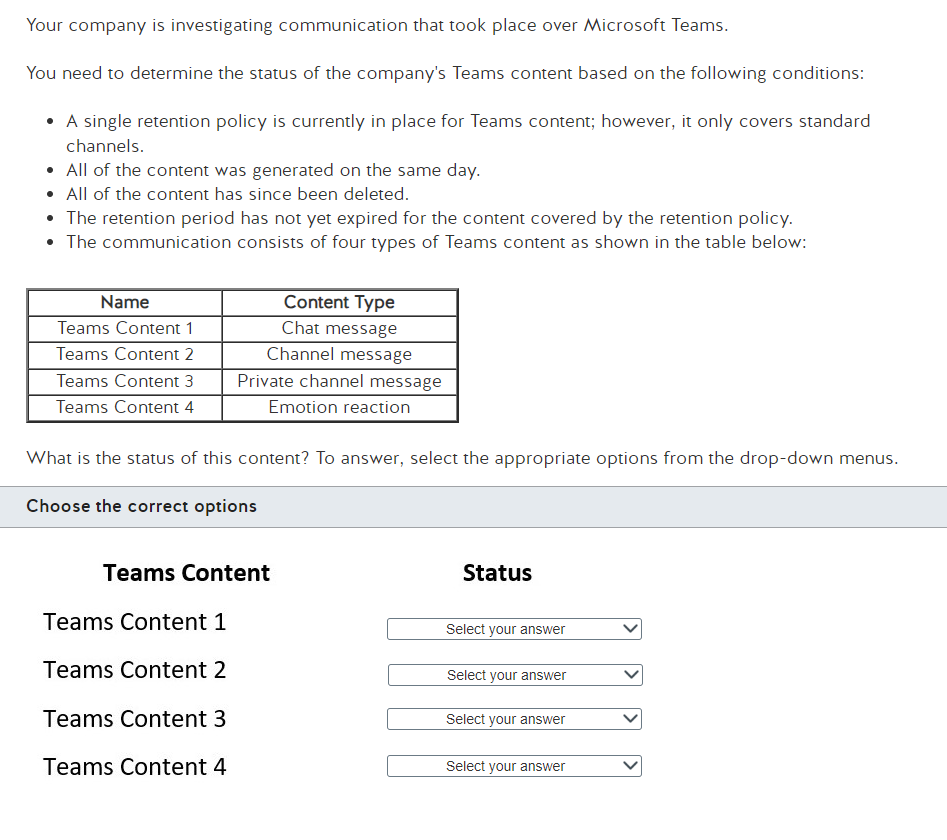 Your company is investigating communication that took place over Microsoft Teams.
You need to determine the status of the company's Teams content based on the following conditions:
• A single retention policy is currently in place for Teams content; however, it only covers standard
channels.
• All of the content was generated on the same day.
• All of the content has since been deleted.
• The retention period has not yet expired for the content covered by the retention policy.
• The communication consists of four types of Teams content as shown in the table below:
Name Content Type
Teams Content 1 Chat message
Teams Content 2 Channel message
Teams Content 3 Private channel message
Teams Content 4 Emotion reaction
What is the status of this content? To answer, select the appropriate options from the drop-down menus.
Choose the correct options
Teams Content Status
Teams Content 1 Select your answer
Teams Content 2 Select your answer
Teams Content 3 Select your answer
Teams Content 4 Select your answer